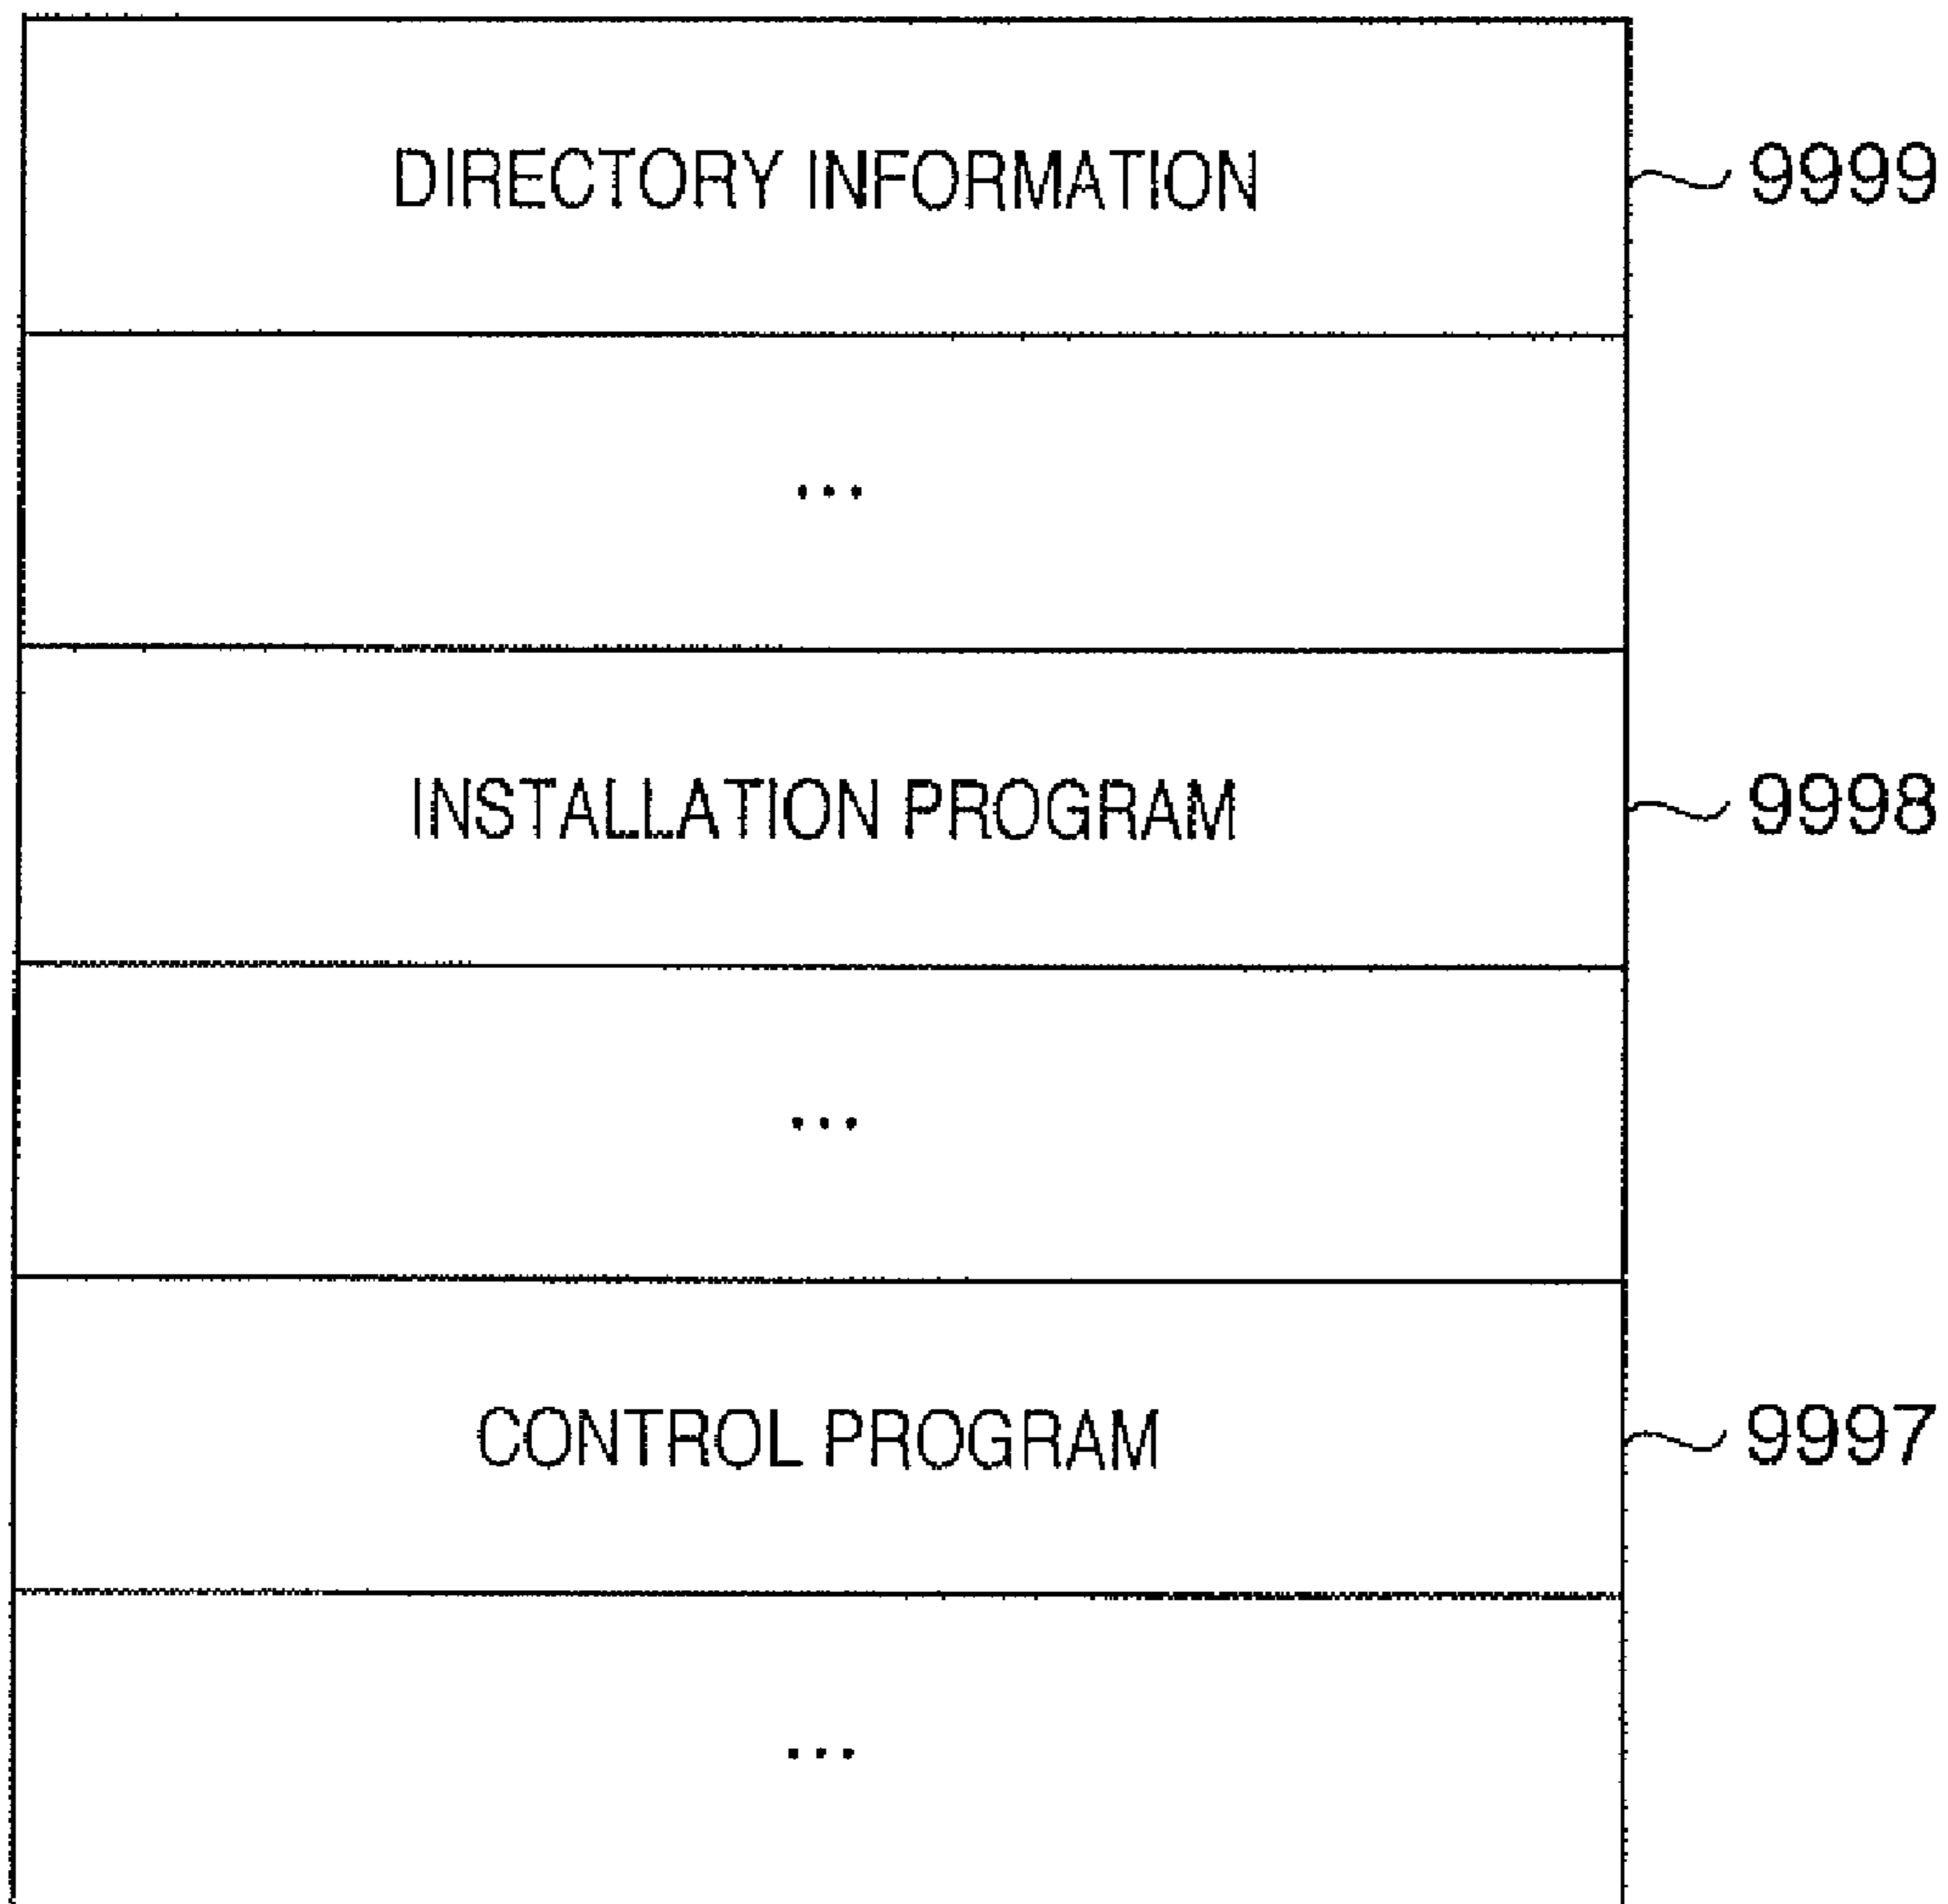 DIRECTORY INFORMATION 9999
...
INSTALLATION PROGRAM 9998
...
CONTROL PROGRAM 9997
...